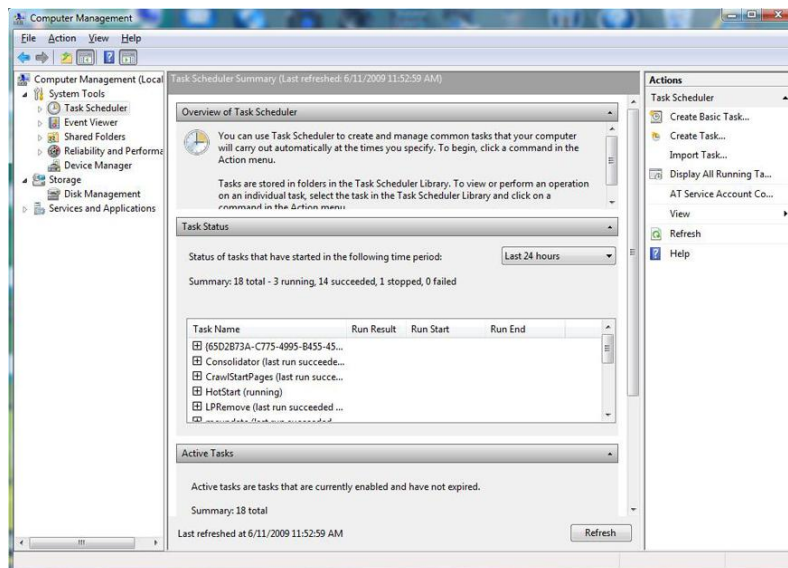 Computer Management
File Action View Help
Computer Management (Local
System Tools
Task Scheduler
Event Viewer
Shared Folders
Reliability and Performa
Device Manager
Storage
Disk Management
Services and Applications
Task Scheduler Summary (Last refreshed: 6/11/2009 11:52:59 AM)
Overview of Task Scheduler
You can use Task Scheduler to create and manage common tasks that your computer
will carry out automatically at the times you specify. To begin, click a command in the
Action menu.
Tasks are stored in folders in the Task Scheduler Library. To view or perform an operation
on an individual task, select the task in the Task Scheduler Library and click on a
command in the Action menu
Task Status
Status of tasks that have started in the following time period:
Last 24 hours
Summary: 18 total - 3 running, 14 succeeded, 1 stopped, 0 failed
Task Name Run Result Run Start Run End
{65D2B73A-C775-4995-B455-45...
Consolidator (last run succeede...
CrawlStartPages (last run succe...
HotStart (running)
LPRemove (last run succeeded ...
Active Tasks
Active tasks are tasks that are currently enabled and have not expired.
Summary: 18 total
Last refreshed at 6/11/2009 11:52:59 AM
Refresh
Actions
Task Scheduler
Create Basic Task...
Create Task...
Import Task...
Display All Running Ta...
AT Service Account Co...
View
Refresh
Help